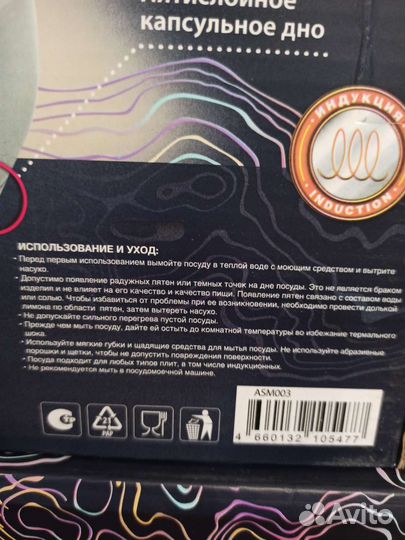 Пятислойное
капсульное дно
ИНДУКЦИЯ
INDUCTION
ИСПОЛЬЗОВАНИЕ И УХОД:
• Перед первым использованием вымойте посуду в теплой воде с моющим средством и вытрите
насухо.
• Допустимо появление радужных пятен или темных точек на дне посуды. Это не является браком
изделия и не влияет на его качество и качество пищи. Появление пятен связано с составом воды
или солью. Чтобы избавиться от проблемы при ее возникновении, необходимо провести долькой
лимона по области пятен, затем вытереть насухо.
• Не допускайте сильного перегрева пустой посуды.
• Прежде чем мыть посуду, дайте ей остыть до комнатной температуры во избежание термального
шока.
• Используйте мягкие губки и щадящие средства для мытья посуды. Не используйте абразивные
порошки и щетки, чтобы не допустить повреждения поверхности.
• Посуда подходит для любых типов плит, в том числе индукционных.
• Не рекомендуется мыть в посудомоечной машине.
21
PAP
ASM003
4 660132 105477
Avito